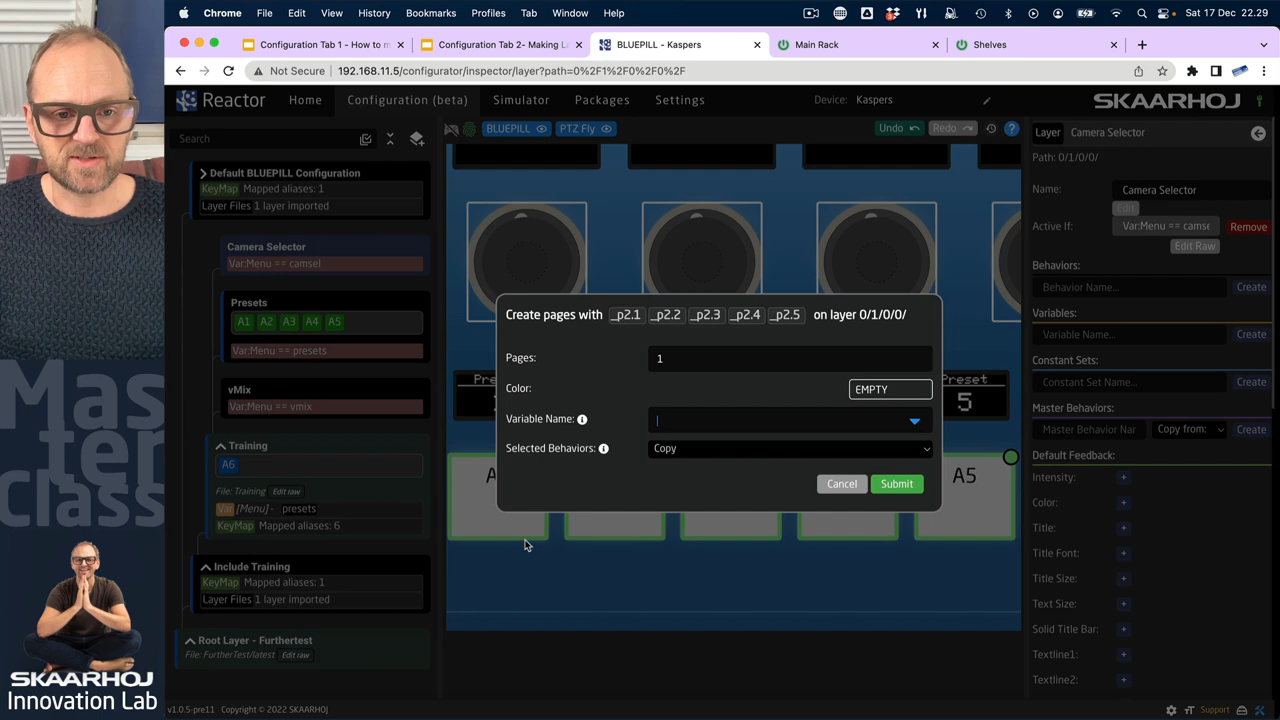 Chrome File Edit View History Bookmarks Profiles Tab Window Help Sat 17 Dec 22.29
Configuration Tab 1 - How to m Configuration Tab 2- Making L BLUEPILL - Kaspers Main Rack Shelves
Not Secure 192.168.11.5/configurator/inspector/layer?path=0%2F1%2F0%2F0%2F
Reactor Home Configuration (beta) Simulator Packages Settings Device: Kaspers SKAARHOJ
Search
BLUEPILL PTZ Fly Undo Redo
Layer Camera Selector
Path: 0/1/0/0/
Default BLUEPILL Configuration
KeyMap Mapped aliases: 1
Layer Files 1 layer imported
Name: Camera Selector
Edit
Active If: Var:Menu == camse Remove
Edit Raw
Camera Selector
Var:Menu == camsel
Behaviors:
Behavior Name... Create
Variables:
Variable Name... Create
Constant Sets:
Constant Set Name... Create
Master Behaviors:
Master Behavior Nar Copy from: Create
Default Feedback:
Intensity: +
Color: +
Title: +
Title Font: +
Title Size: +
Text Size: +
Solid Title Bar: +
Textline1: +
Textline2: +
Presets
A1 A2 A3 A4 A5
Var:Menu == presets
vMix
Var:Menu == vmix
Training
A6
File: Training Edit raw
Var [Menu] - presets
KeyMap Mapped aliases: 6
Include Training
KeyMap Mapped aliases: 1
Layer Files 1 layer imported
Root Layer - Furthertest
File: FurtherTest/latest Edit raw
Create pages with _p2.1 _p2.2 _p2.3 _p2.4 _p2.5 on layer 0/1/0/0/
Pages: 1
Color: EMPTY
Variable Name:
Selected Behaviors: Copy
Cancel Submit
Preset
5
A5
Master Class
SKAARHOJ
Innovation Lab
v1.0.5-pre11 Copyright © 2022 SKAARHOJ
Support